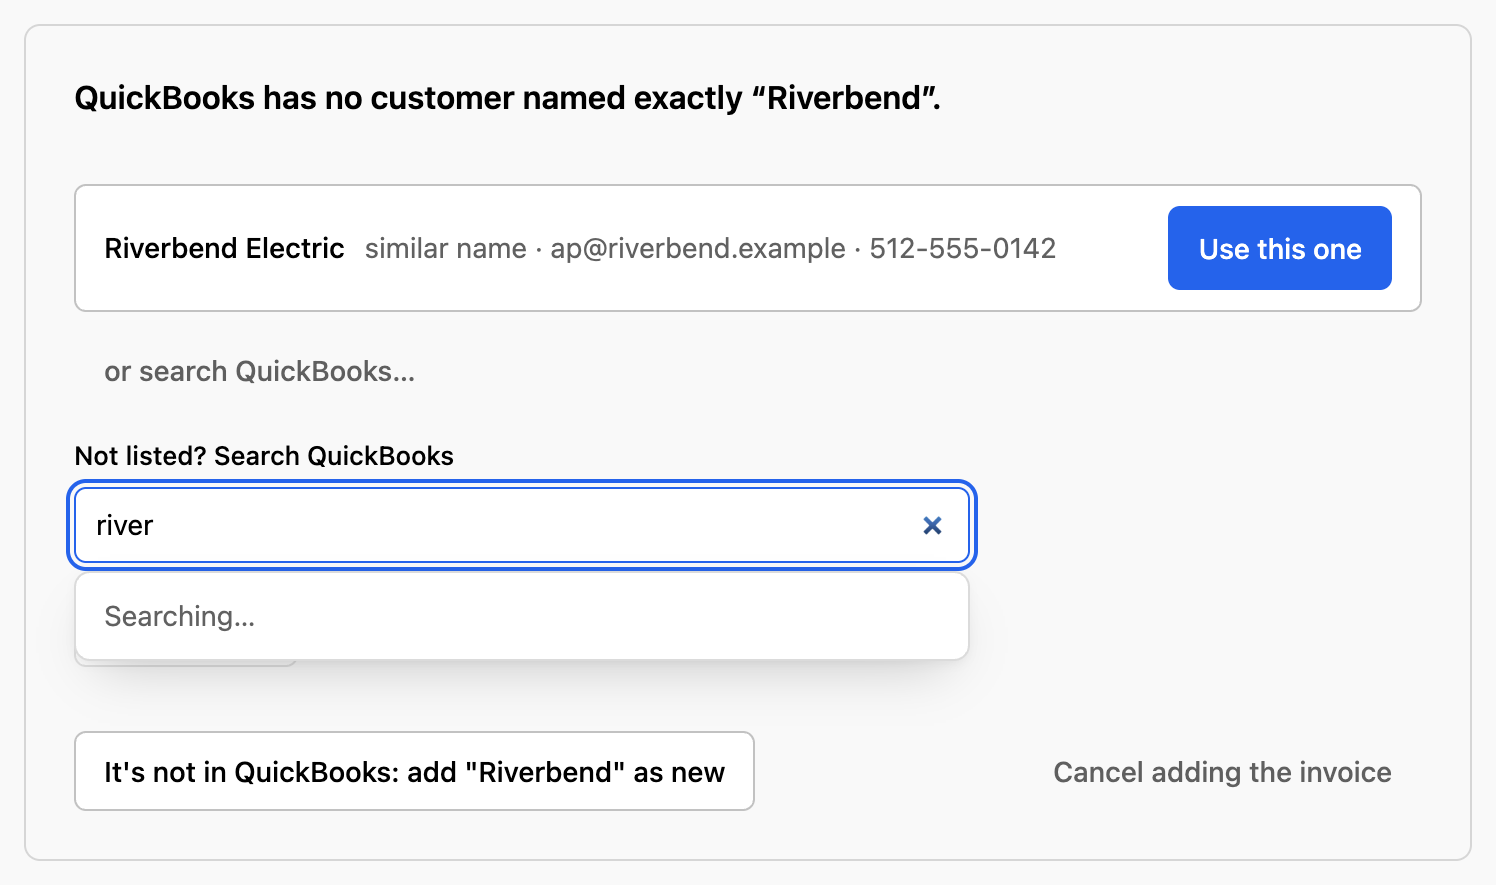 QuickBooks has no customer named exactly “Riverbend”.
Riverbend Electric similar name · ap@riverbend.example · 512-555-0142
Use this one
or search QuickBooks...
Not listed? Search QuickBooks
river
Searching...
It's not in QuickBooks: add "Riverbend" as new
Cancel adding the invoice